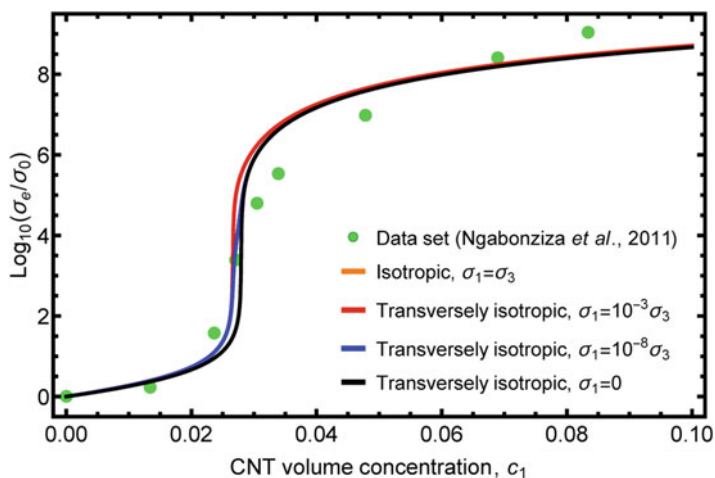 8
6
4
2
0
Log10(σe/σ0)
Data set (Ngabonziza et al., 2011)
Isotropic, σ1=σ3
Transversely isotropic, σ1=10⁻³σ3
Transversely isotropic, σ1=10⁻⁸σ3
Transversely isotropic, σ1=0
0.00 0.02 0.04 0.06 0.08 0.10
CNT volume concentration, c1